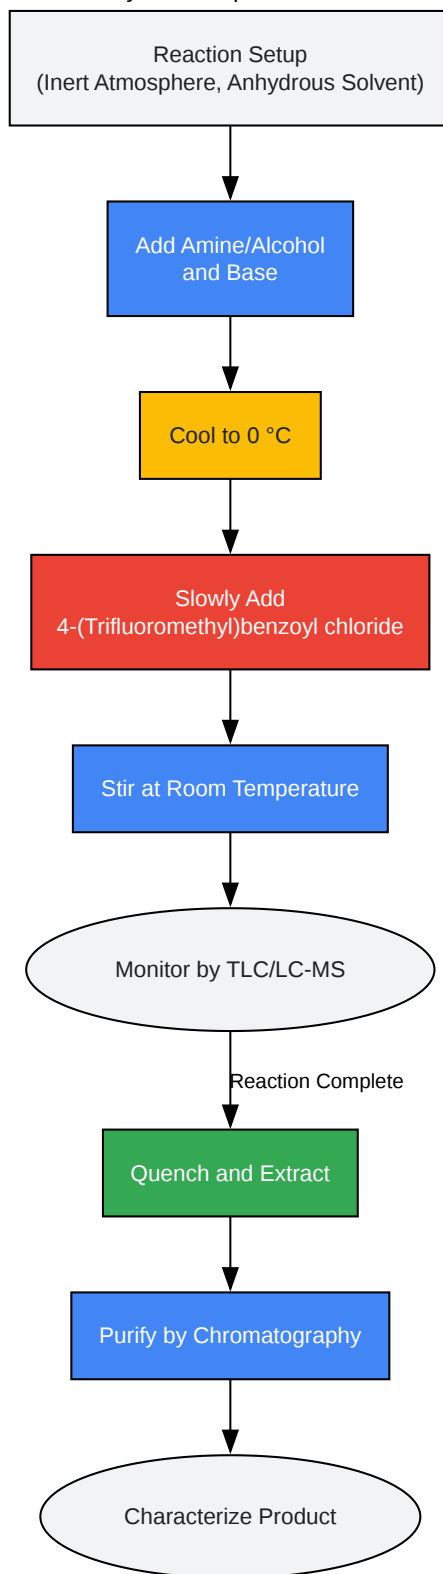 Reaction Setup
(Inert Atmosphere, Anhydrous Solvent)
Add Amine/Alcohol
and Base
Cool to 0 °C
Slowly Add
4-(Trifluoromethyl)benzoyl chloride
Stir at Room Temperature
Monitor by TLC/LC-MS
Reaction Complete
Quench and Extract
Purify by Chromatography
Characterize Product